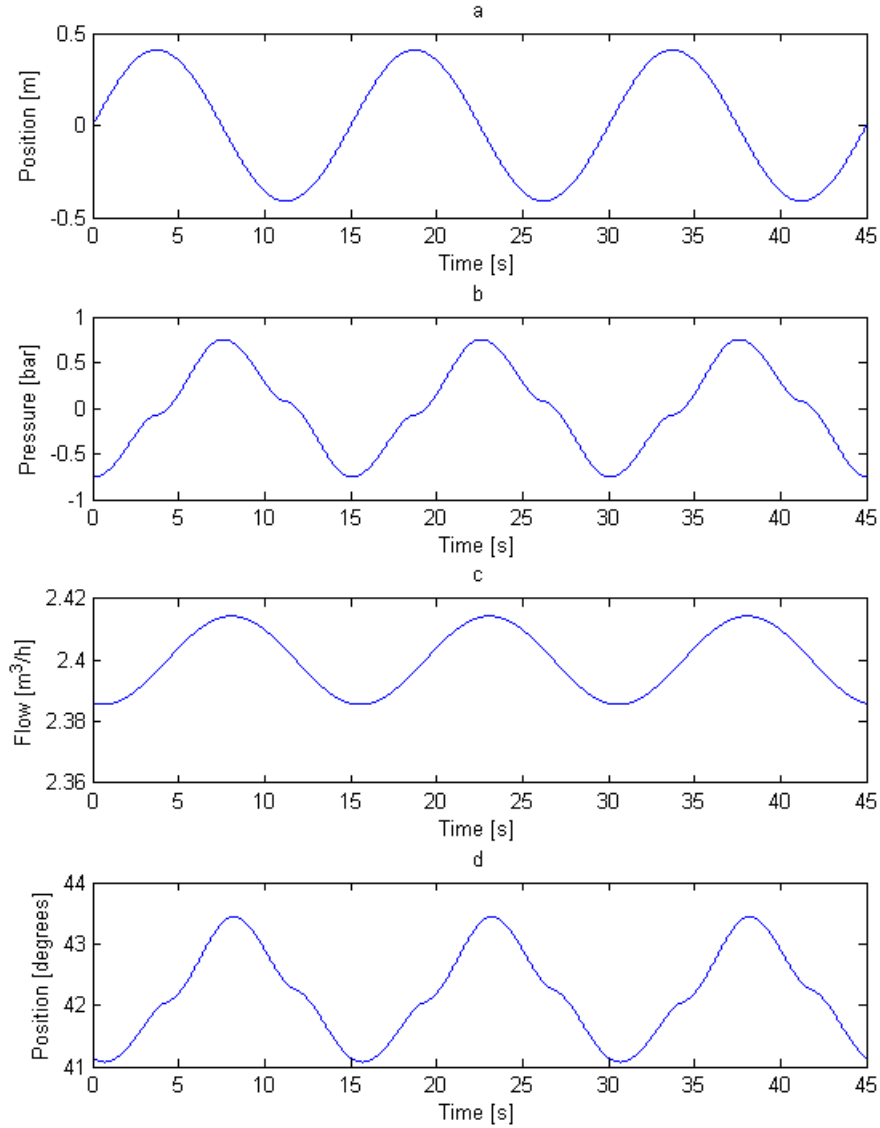 a
0.5
0
-0.5
Position [m]
0 5 10 15 20 25 30 35 40 45
Time [s]
b
1
0.5
0
-0.5
-1
Pressure [bar]
0 5 10 15 20 25 30 35 40 45
Time [s]
c
2.42
2.4
2.38
2.36
Flow [m³/h]
0 5 10 15 20 25 30 35 40 45
Time [s]
d
44
43
42
41
Position [degrees]
0 5 10 15 20 25 30 35 40 45
Time [s]